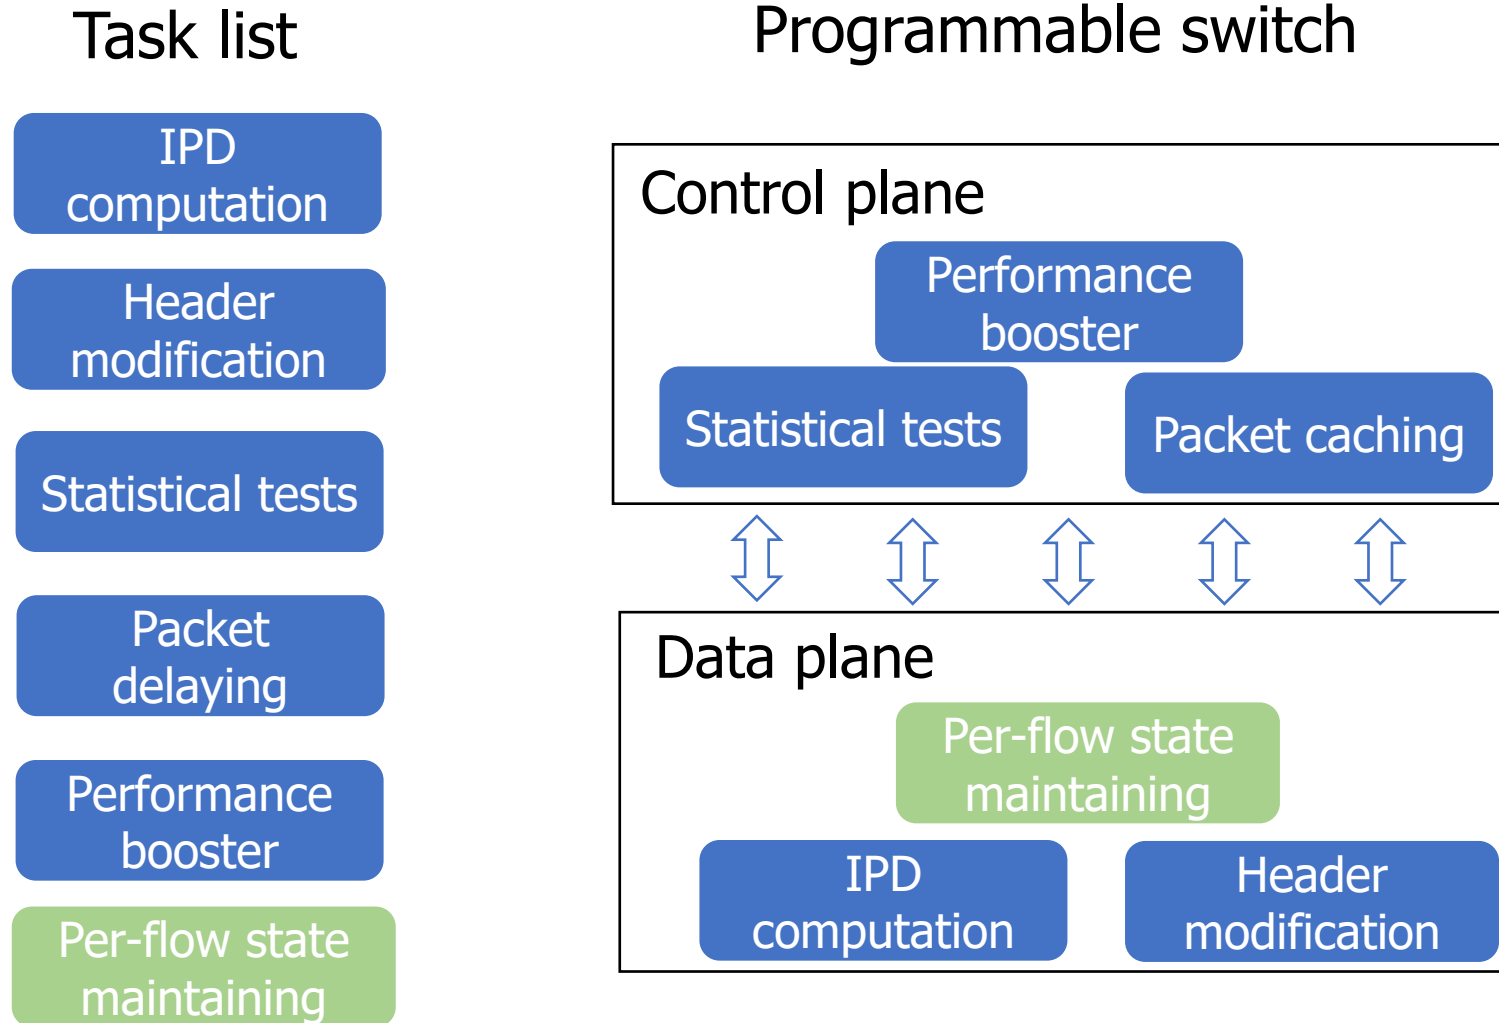 Task list
IPD
computation
Header
modification
Statistical tests
Packet
delaying
Performance
booster
Per-flow state
maintaining
Programmable switch
Control plane
Performance
booster
Statistical tests
Packet caching
Data plane
Per-flow state
maintaining
IPD
computation
Header
modification